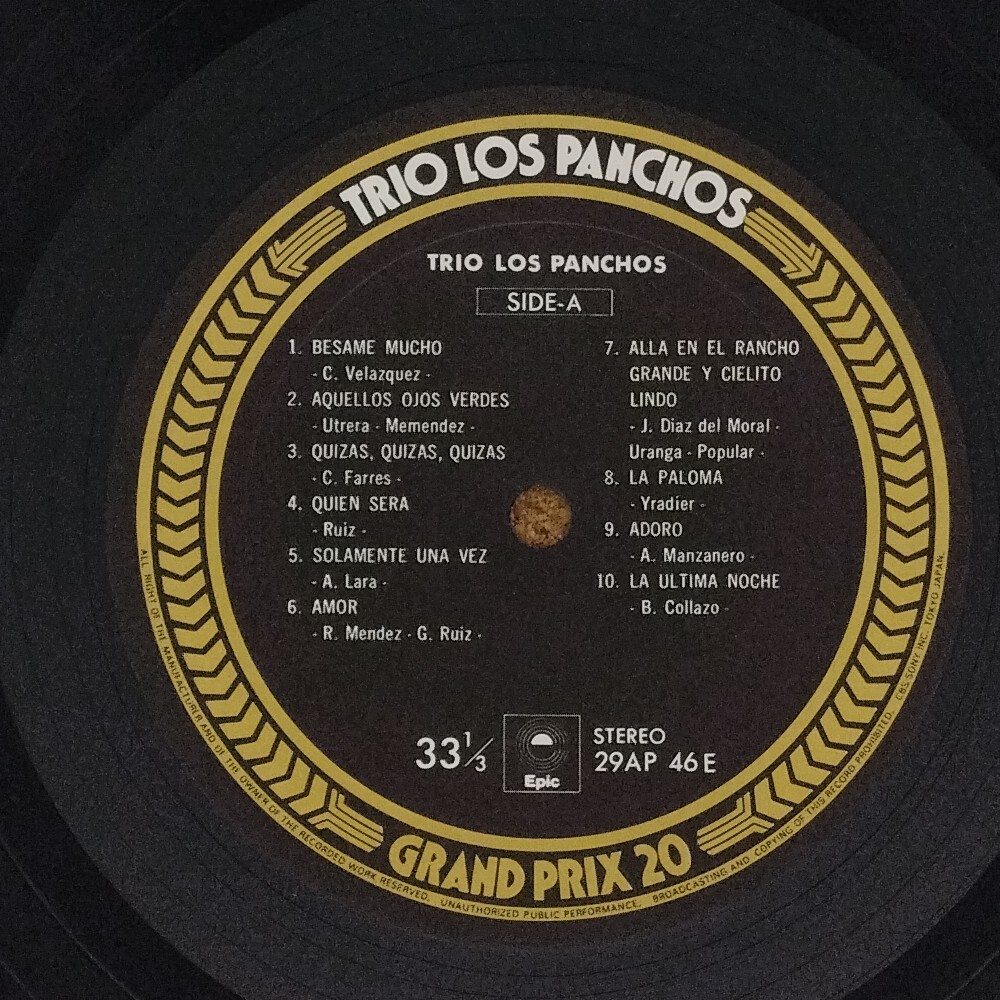 TRIO LOS PANCHOS
TRIO LOS PANCHOS
SIDE-A
1. BESAME MUCHO
- C. Velazquez -
2. AQUELLOS OJOS VERDES
- Utrera - Memendez -
3. QUIZAS, QUIZAS, QUIZAS
- C. Farres -
4. QUIEN SERA
- Ruiz -
5. SOLAMENTE UNA VEZ
- A. Lara -
6. AMOR
- R. Mendez - G. Ruiz -
7. ALLA EN EL RANCHO
GRANDE Y CIELITO
LINDO
- J. Diaz del Moral -
Uranga - Popular -
8. LA PALOMA
- Yradier -
9. ADORO
- A. Manzanero -
10. LA ULTIMA NOCHE
- B. Collazo -
33 1/3
Epic
STEREO
29AP 46E
GRAND PRIX 20
ALL RIGHT OF THE MANUFACTURER AND OF THE OWNER OF THE RECORDED WORK RESERVED. UNAUTHORIZED PUBLIC PERFORMANCE. BROADCASTING AND COPYING OF THIS RECORD PROHIBITED. CBS/SONY INC. TOKYO JAPAN.